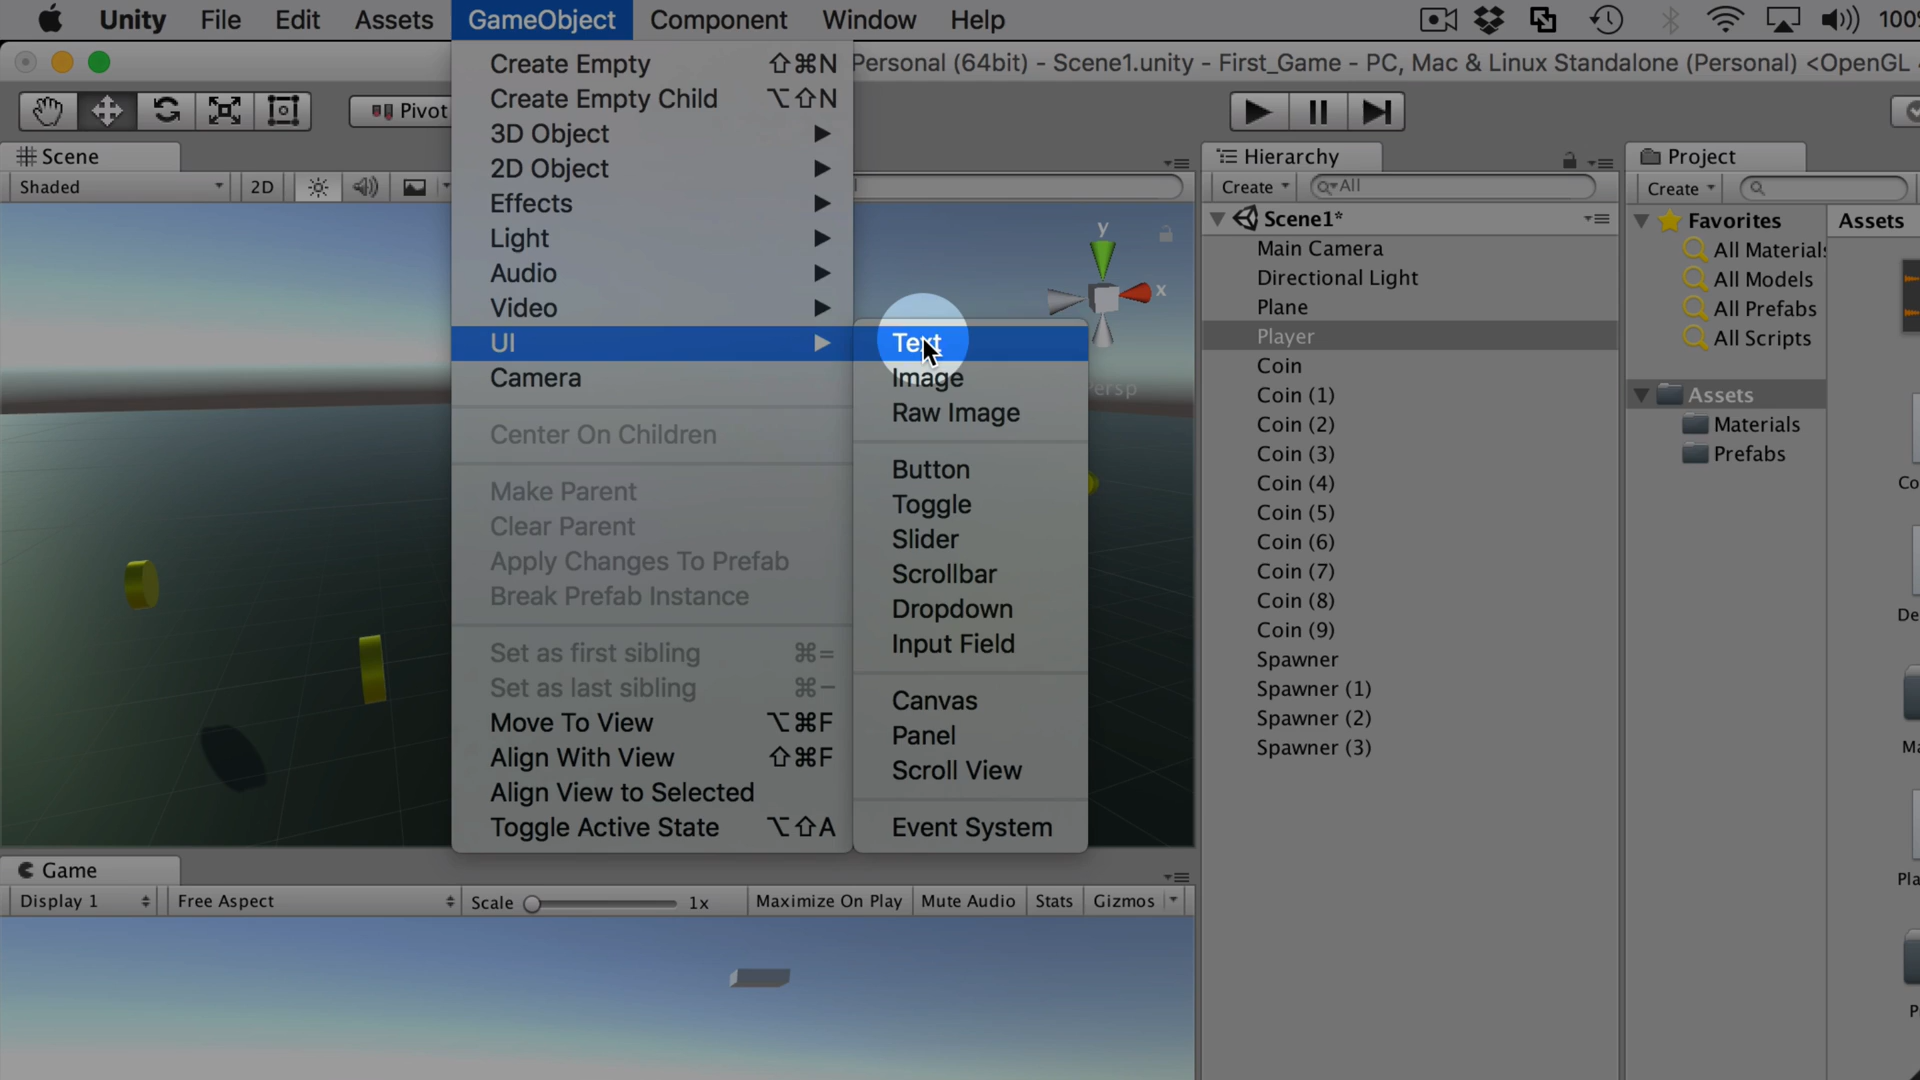 Unity File Edit Assets GameObject Component Window Help 100
Personal (64bit) - Scene1.unity - First_Game - PC, Mac & Linux Standalone (Personal) <OpenGL
Pivot
Create Empty ⇧⌘N
Create Empty Child ⌥⇧N
3D Object ▶
2D Object ▶
Effects ▶
Light ▶
Audio ▶
Video ▶
UI ▶
Camera
Center On Children
Make Parent
Clear Parent
Apply Changes To Prefab
Break Prefab Instance
Set as first sibling ⌘=
Set as last sibling ⌘−
Move To View ⌥⌘F
Align With View ⇧⌘F
Align View to Selected
Toggle Active State ⌥⇧A
Text
Image
Raw Image
Button
Toggle
Slider
Scrollbar
Dropdown
Input Field
Canvas
Panel
Scroll View
Event System
Scene
Shaded 2D
y
x
Persp
Hierarchy
Create All
Scene1*
Main Camera
Directional Light
Plane
Player
Coin
Coin (1)
Coin (2)
Coin (3)
Coin (4)
Coin (5)
Coin (6)
Coin (7)
Coin (8)
Coin (9)
Spawner
Spawner (1)
Spawner (2)
Spawner (3)
Project
Create
Favorites
All Materials
All Models
All Prefabs
All Scripts
Assets
Materials
Prefabs
Assets
Co
De
Ma
Pla
P
Game
Display 1 Free Aspect Scale 1x Maximize On Play Mute Audio Stats Gizmos